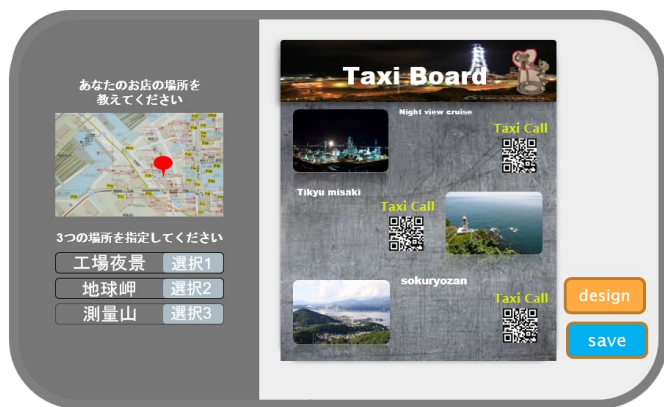 あなたのお店の場所を
教えてください
3つの場所を指定してください
工場夜景 選択1
地球岬 選択2
測量山 選択3
Taxi Board
Night view cruise
Taxi Call
Tikyu misaki
Taxi Call
sokuryozan
Taxi Call
design
save